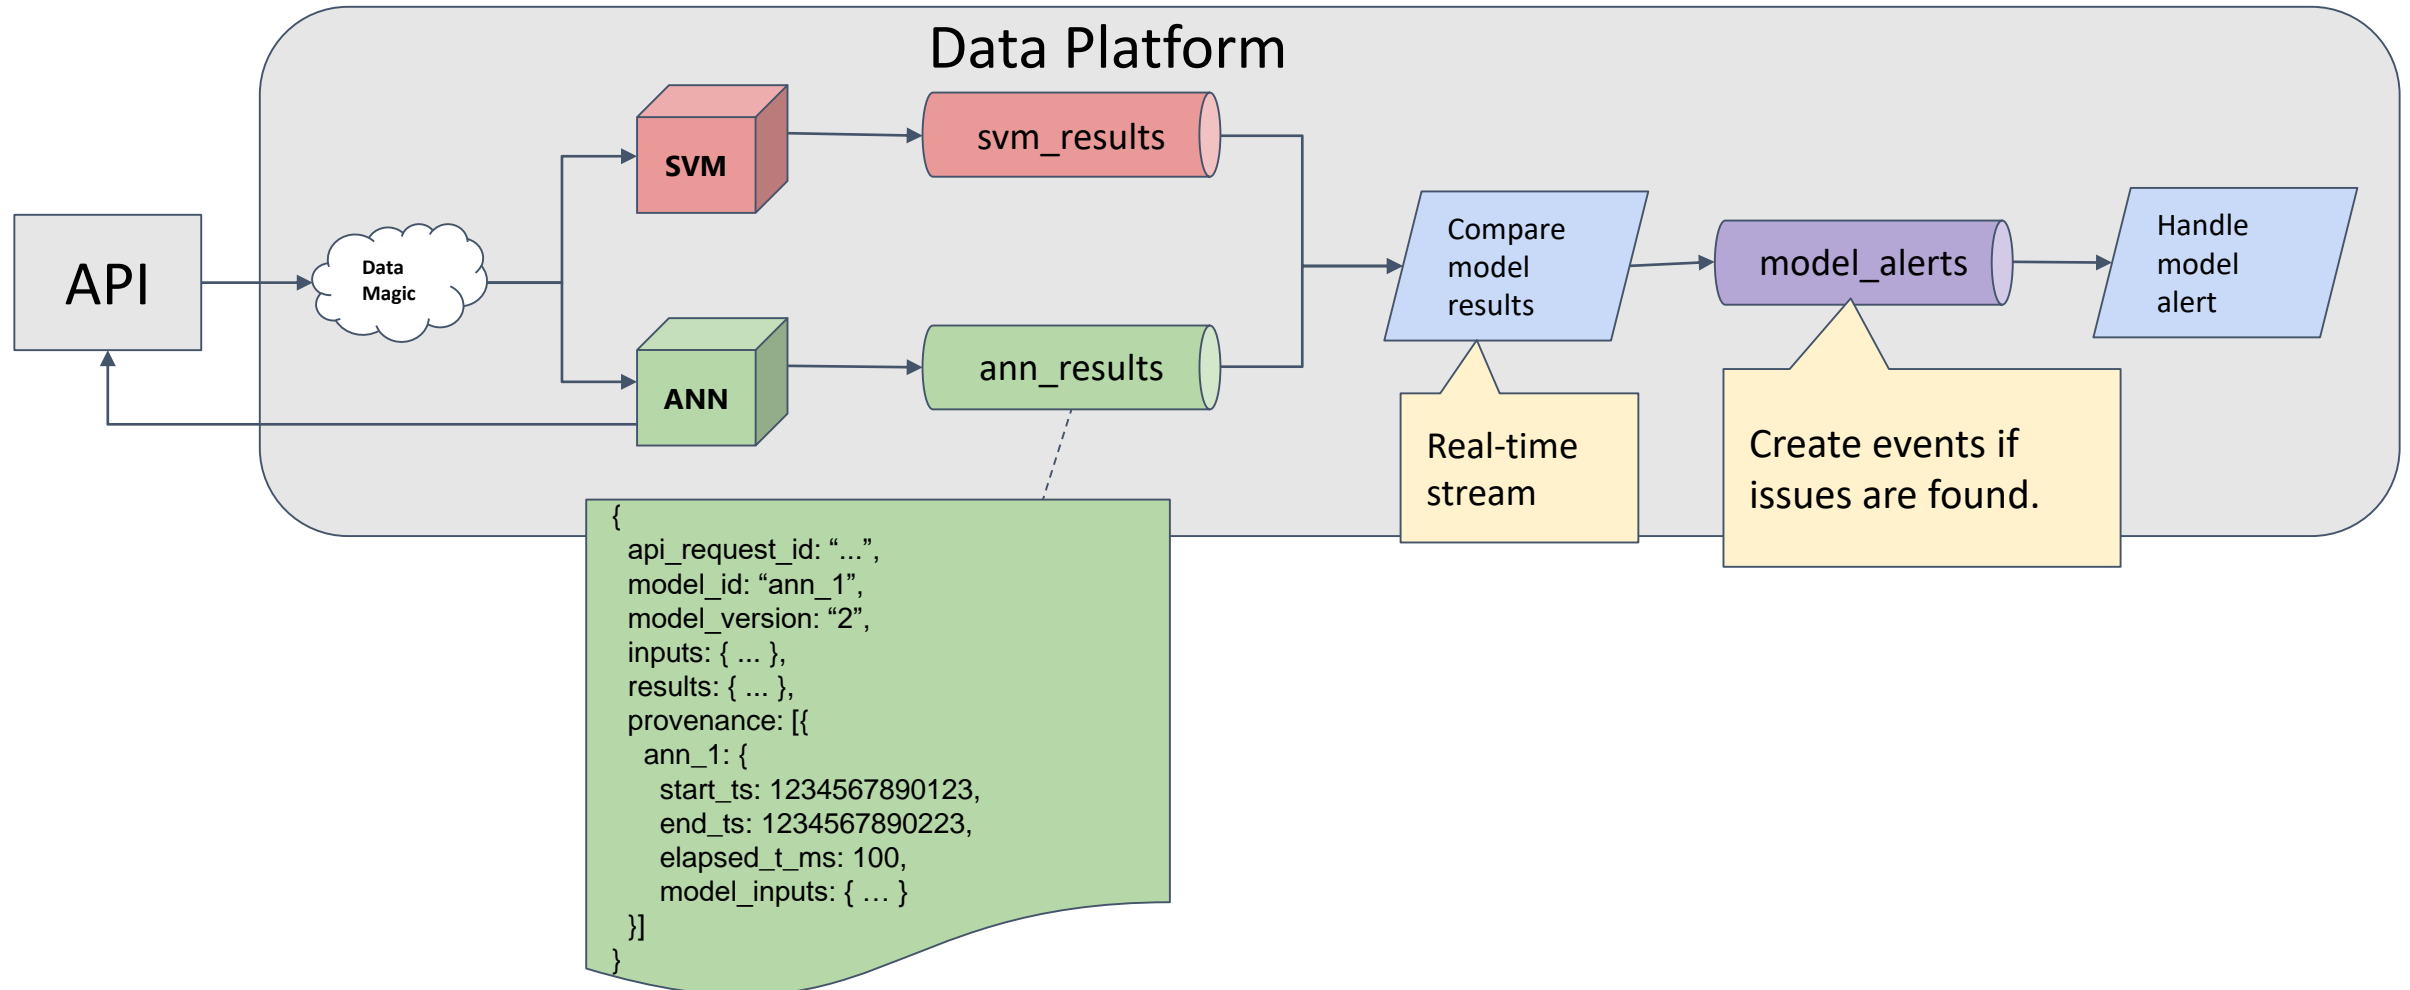 Data Platform
API
Data
Magic
SVM
ANN
svm_results
ann_results
Compare
model
results
model_alerts
Handle
model
alert
Real-time
stream
Create events if
issues are found.
{
api_request_id: “...”,
model_id: “ann_1”,
model_version: “2”,
inputs: { ... },
results: { ... },
provenance: [{
ann_1: {
start_ts: 1234567890123,
end_ts: 1234567890223,
elapsed_t_ms: 100,
model_inputs: { … }
}]
}